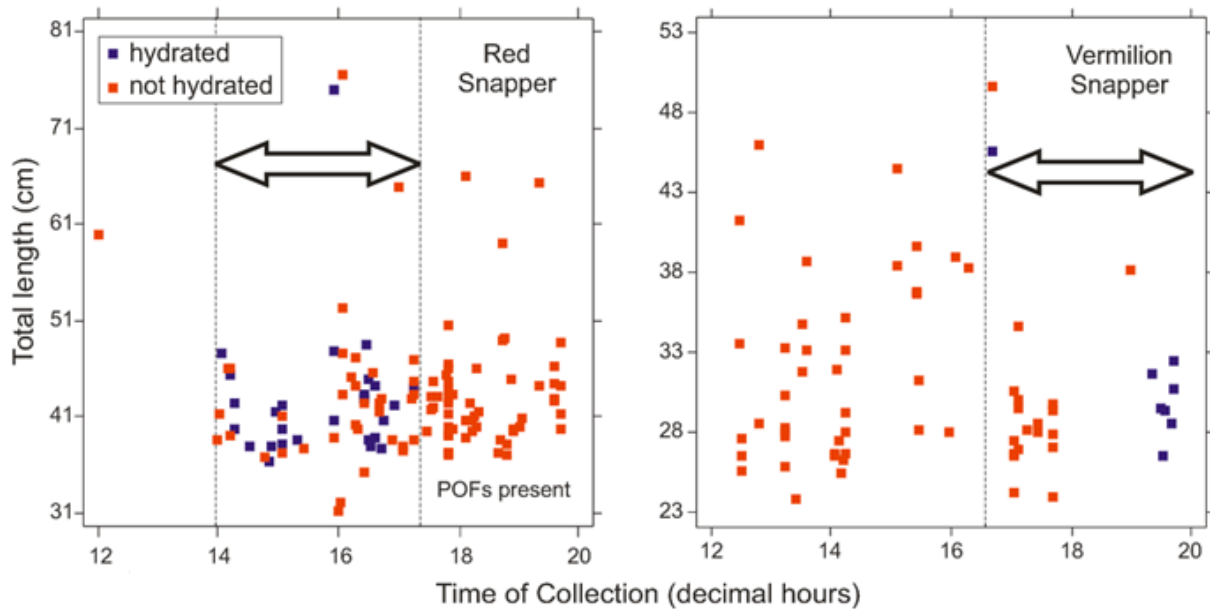 81
71
61
51
41
31
Total length (cm)
hydrated
not hydrated
Red
Snapper
POFs present
12
14
16
18
20
53
48
43
38
33
28
23
Vermilion
Snapper
12
14
16
18
20
Time of Collection (decimal hours)